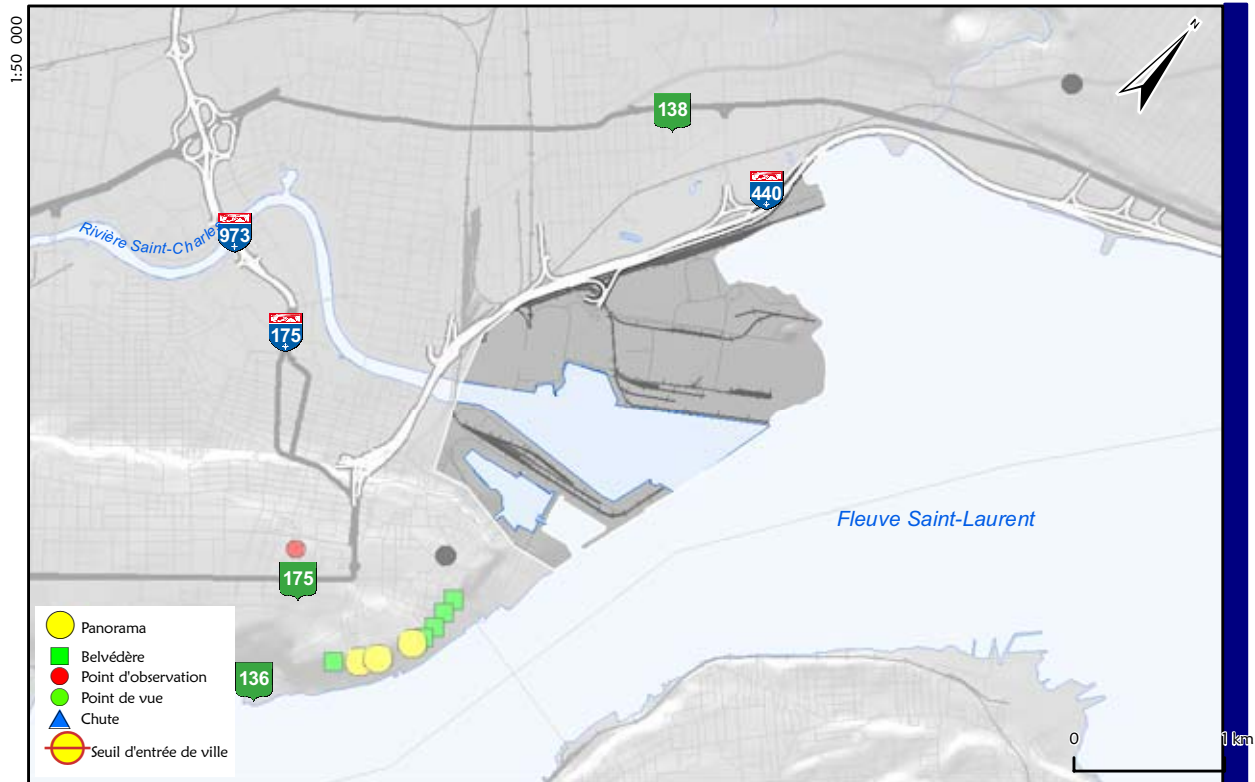 1:50 000
N
138
440
Rivière Saint-Charles
973
175
Fleuve Saint-Laurent
175
136
Panorama
Belvédère
Point d'observation
Point de vue
Chute
Seuil d'entrée de ville
0 1 km